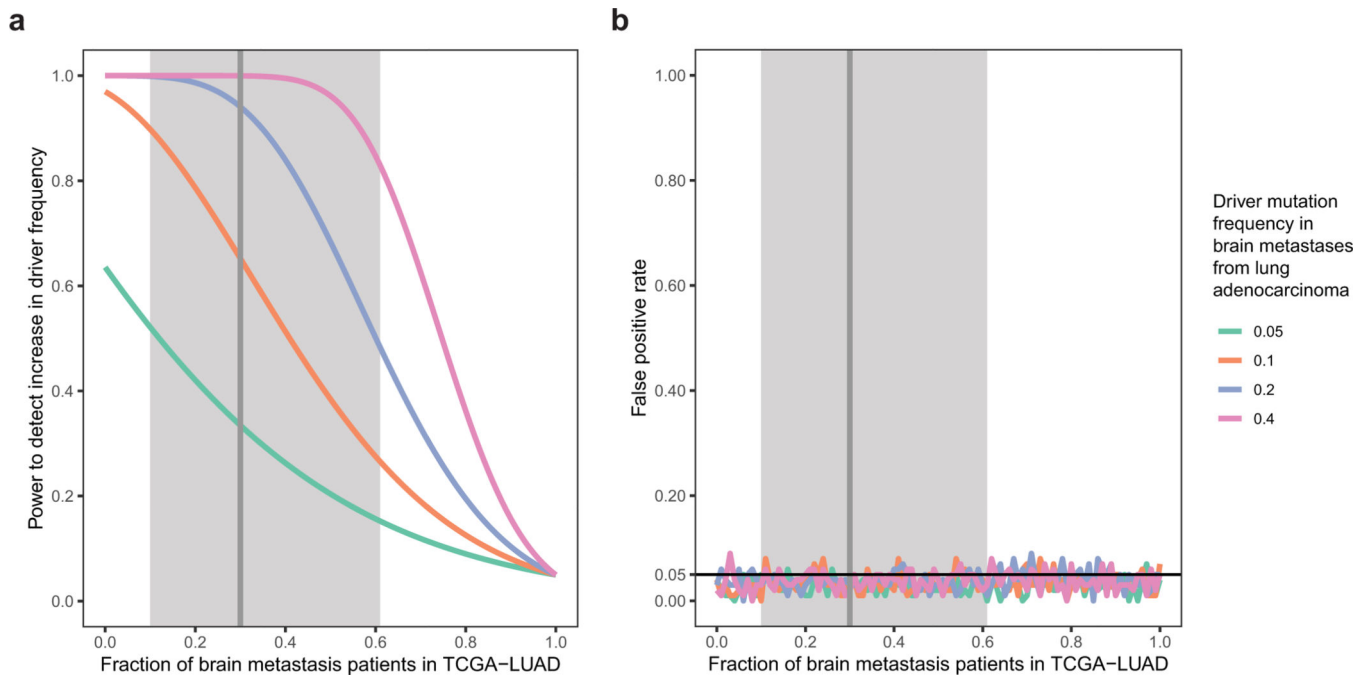 a
Power to detect increase in driver frequency
1.0
0.8
0.6
0.4
0.2
0.0
0.0 0.2 0.4 0.6 0.8 1.0
Fraction of brain metastasis patients in TCGA−LUAD
b
False positive rate
1.00
0.80
0.60
0.40
0.20
0.05
0.00
0.0 0.2 0.4 0.6 0.8 1.0
Fraction of brain metastasis patients in TCGA−LUAD
Driver mutation
frequency in
brain metastases
from lung
adenocarcinoma
0.05
0.1
0.2
0.4